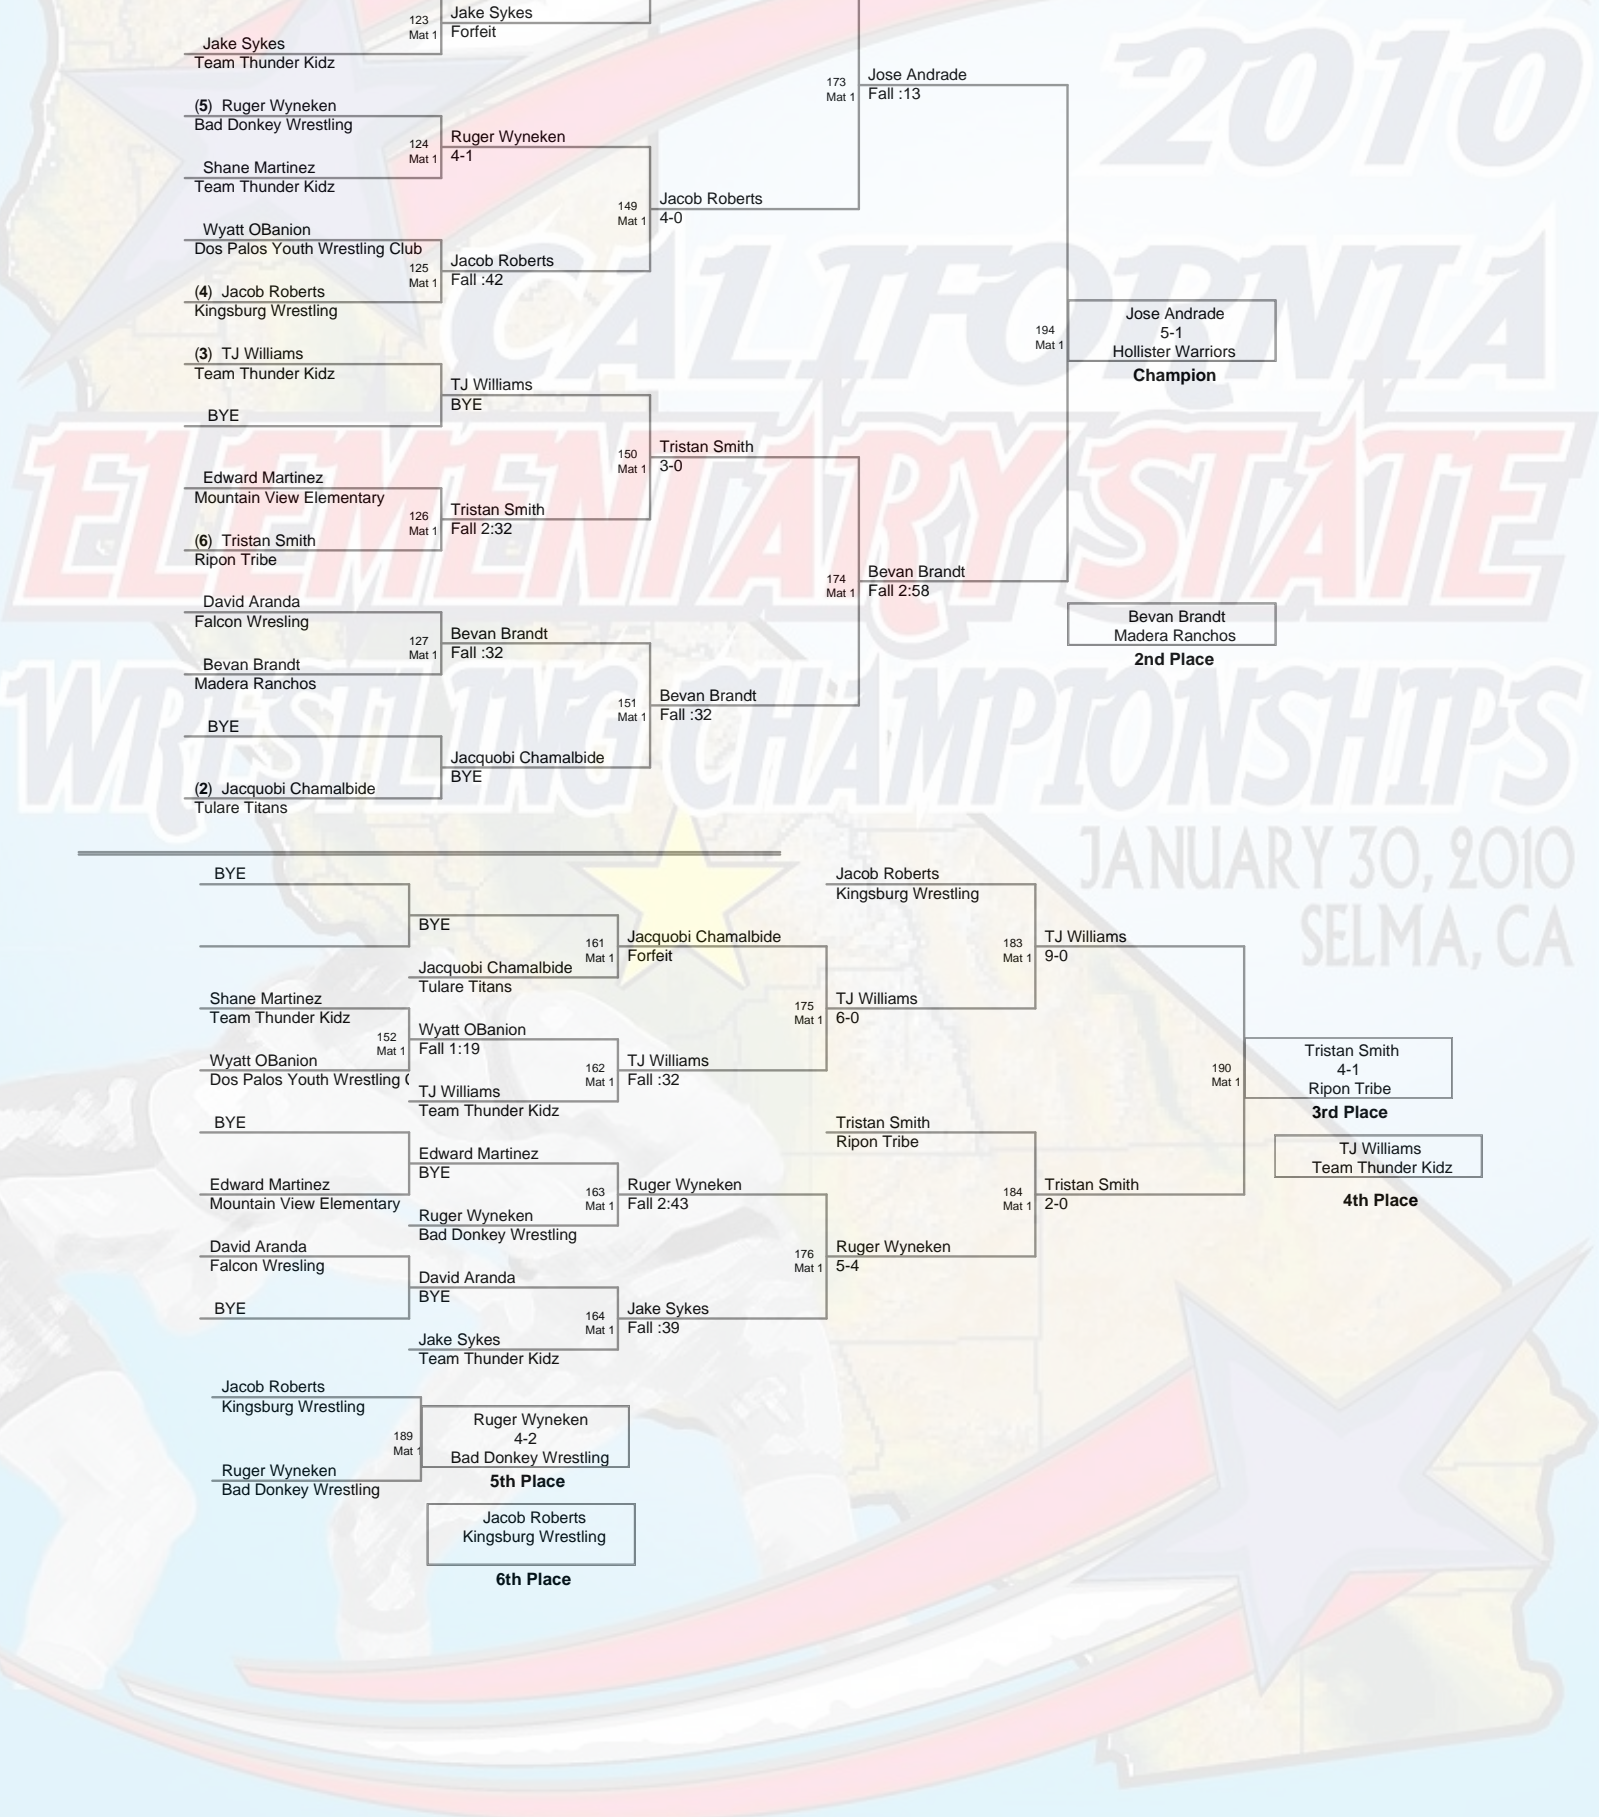 123
Mat 1
Jake Sykes
Forfeit
Jake Sykes
Team Thunder Kidz
173
Mat 1
Jose Andrade
Fall :13
(5) Ruger Wyneken
Bad Donkey Wrestling
124
Mat 1
Ruger Wyneken
4-1
Shane Martinez
Team Thunder Kidz
149
Mat 1
Jacob Roberts
4-0
Wyatt OBanion
Dos Palos Youth Wrestling Club
125
Mat 1
Jacob Roberts
Fall :42
(4) Jacob Roberts
Kingsburg Wrestling
194
Mat 1
Jose Andrade
5-1
Hollister Warriors
Champion
(3) TJ Williams
Team Thunder Kidz
TJ Williams
BYE
BYE
150
Mat 1
Tristan Smith
3-0
Edward Martinez
Mountain View Elementary
126
Mat 1
Tristan Smith
Fall 2:32
(6) Tristan Smith
Ripon Tribe
174
Mat 1
Bevan Brandt
Fall 2:58
David Aranda
Falcon Wresling
127
Mat 1
Bevan Brandt
Fall :32
Bevan Brandt
Madera Ranchos
Bevan Brandt
Madera Ranchos
2nd Place
151
Mat 1
Bevan Brandt
Fall :32
BYE
Jacquobi Chamalbide
BYE
(2) Jacquobi Chamalbide
Tulare Titans
2010
CALIFORNIA
ELEMENTARY STATE
WRESTLING CHAMPIONSHIPS
JANUARY 30, 2010
SELMA, CA
BYE
BYE
161
Mat 1
Jacquobi Chamalbide
Forfeit
Jacquobi Chamalbide
Tulare Titans
Jacob Roberts
Kingsburg Wrestling
183
Mat 1
TJ Williams
9-0
175
Mat 1
TJ Williams
6-0
Shane Martinez
Team Thunder Kidz
152
Mat 1
Wyatt OBanion
Fall 1:19
Wyatt OBanion
Dos Palos Youth Wrestling
162
Mat 1
TJ Williams
Fall :32
TJ Williams
Team Thunder Kidz
190
Mat 1
Tristan Smith
4-1
Ripon Tribe
3rd Place
TJ Williams
Team Thunder Kidz
4th Place
BYE
Edward Martinez
BYE
Edward Martinez
Mountain View Elementary
163
Mat 1
Ruger Wyneken
Fall 2:43
Ruger Wyneken
Bad Donkey Wrestling
Tristan Smith
Ripon Tribe
184
Mat 1
Tristan Smith
2-0
176
Mat 1
Ruger Wyneken
5-4
David Aranda
Falcon Wresling
David Aranda
BYE
BYE
164
Mat 1
Jake Sykes
Fall :39
Jake Sykes
Team Thunder Kidz
Jacob Roberts
Kingsburg Wrestling
189
Mat 1
Ruger Wyneken
4-2
Bad Donkey Wrestling
5th Place
Ruger Wyneken
Bad Donkey Wrestling
Jacob Roberts
Kingsburg Wrestling
6th Place